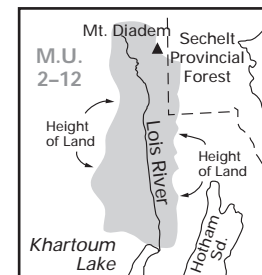 Mt. Diadem
Sechelt
Provincial
Forest
M.U.
2–12
Height
of Land
Lois River
Height
of Land
Khartoum
Lake
Hotham
Sd.